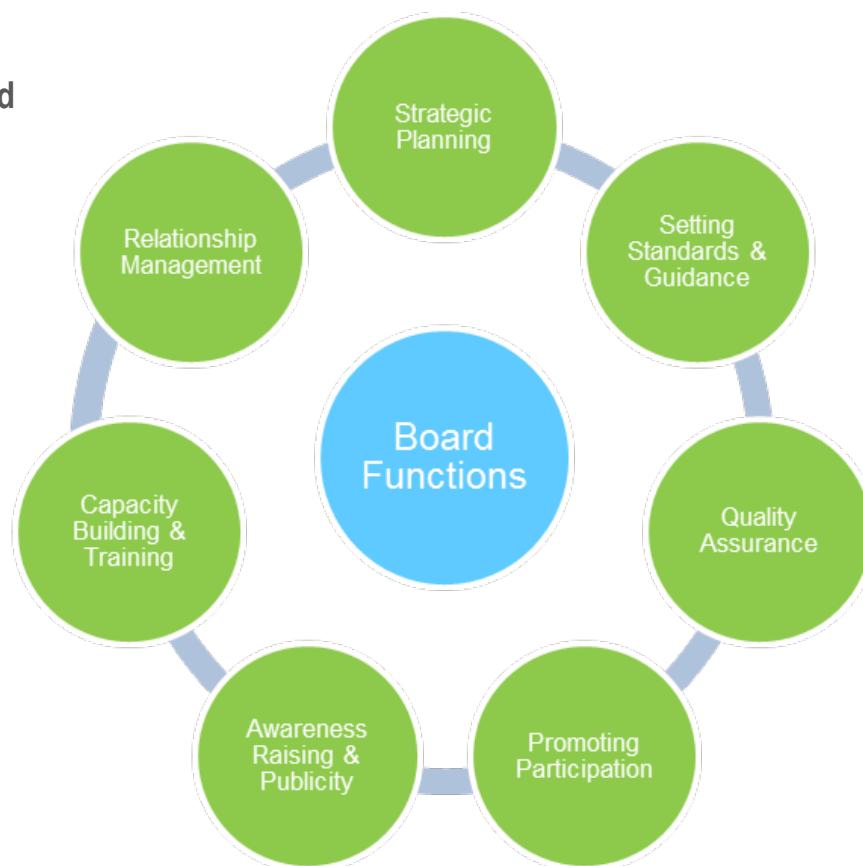 Strategic
Planning
Setting
Standards &
Guidance
Quality
Assurance
Promoting
Participation
Awareness
Raising &
Publicity
Capacity
Building &
Training
Relationship
Management
Board
Functions